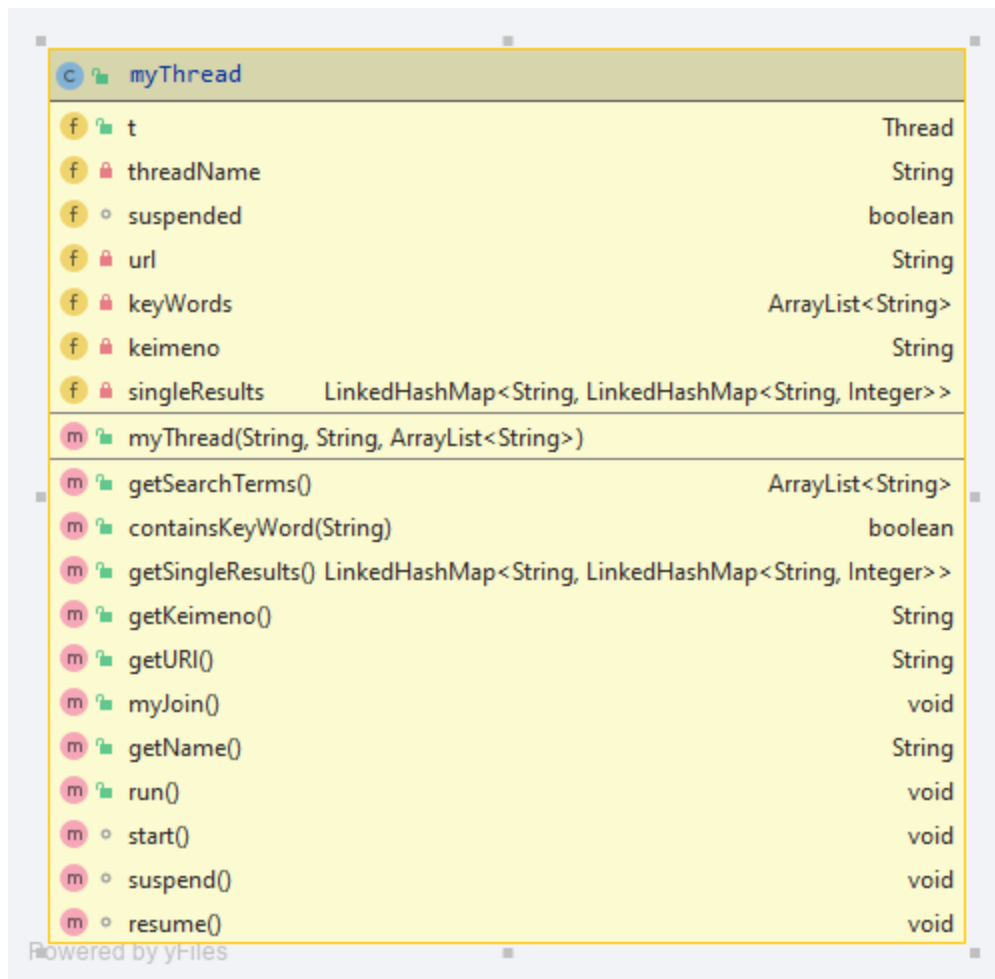 c myThread
f t Thread
f threadName String
f suspended boolean
f url String
f keyWords ArrayList<String>
f keimeno String
f singleResults LinkedHashMap<String, LinkedHashMap<String, Integer>>
m myThread(String, String, ArrayList<String>)
m getSearchTerms() ArrayList<String>
m containsKeyWord(String) boolean
m getSingleResults() LinkedHashMap<String, LinkedHashMap<String, Integer>>
m getKeimeno() String
m getURl() String
m myJoin() void
m getName() String
m run() void
m start() void
m suspend() void
m resume() void
Powered by yFiles